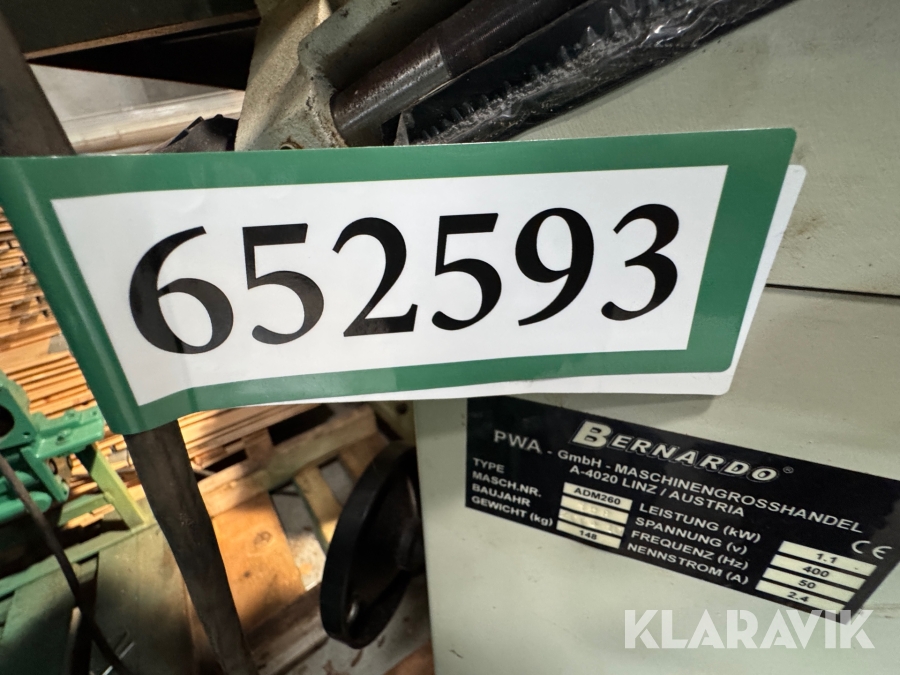 652593
BERNARDO®
PWA - GmbH - MASCHINENGROSSHANDEL
A-4020 LINZ / AUSTRIA
TYPE ADM260 LEISTUNG (kW) 1.1
MASCH.NR. SPANNUNG (v) 400
BAUJAHR FREQUENZ (Hz) 50
GEWICHT (kg) 148 NENNSTROM (A) 2.4
CE
KLARAVIK